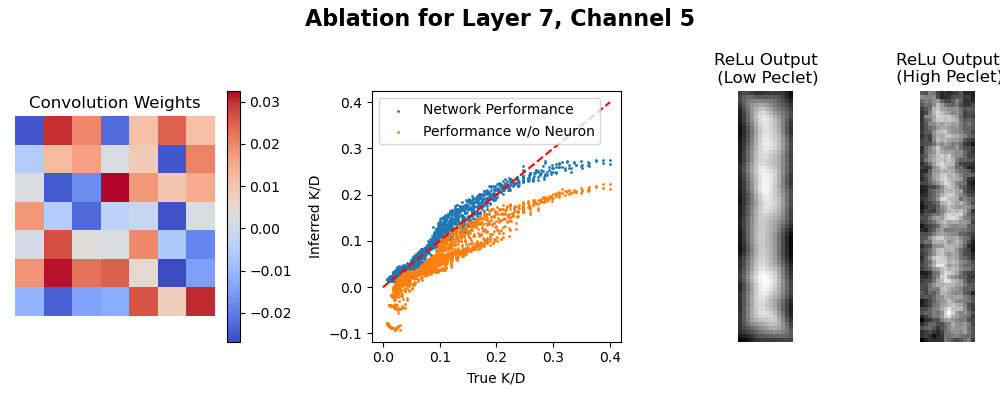 Ablation for Layer 7, Channel 5
Convolution Weights
0.03
0.02
0.01
0.00
−0.01
−0.02
Network Performance
Performance w/o Neuron
Inferred K/D
0.4
0.3
0.2
0.1
0.0
−0.1
0.0
0.1
0.2
0.3
0.4
True K/D
ReLu Output
(Low Peclet)
ReLu Output
(High Peclet)